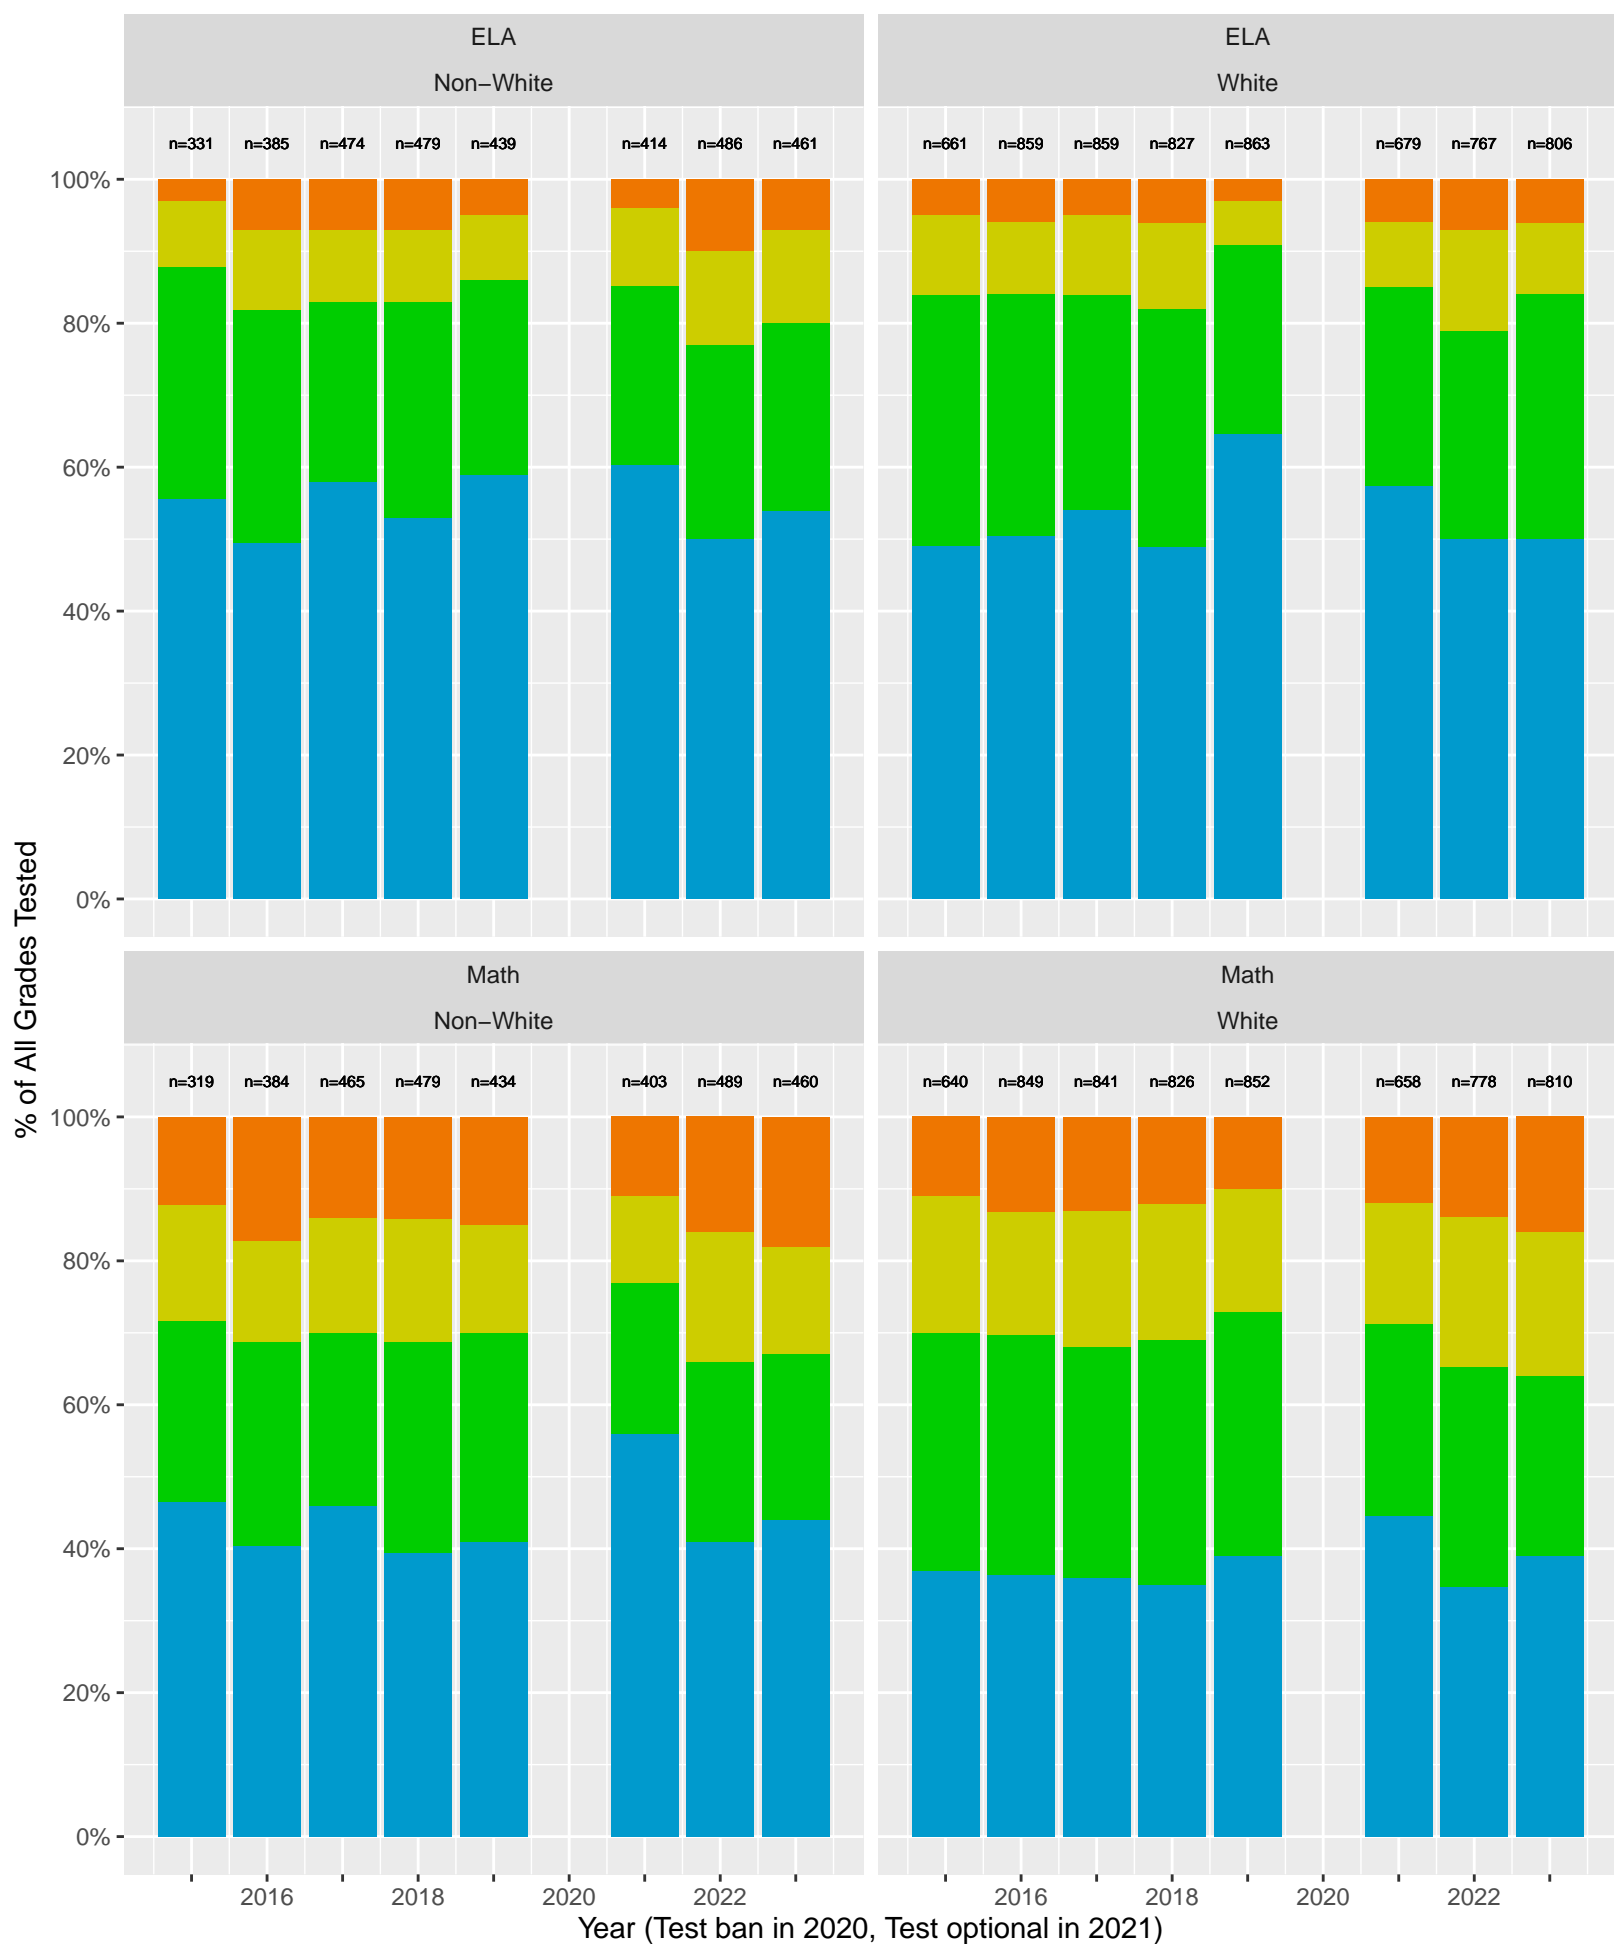 ELA ELA
Non−White White
n=331 n=385 n=474 n=479 n=439 n=414 n=486 n=461 n=661 n=859 n=859 n=827 n=863 n=679 n=767 n=806
100%
80%
60%
40%
20%
0%
% of All Grades Tested
Math Math
Non−White White
n=319 n=384 n=465 n=479 n=434 n=403 n=489 n=460 n=640 n=849 n=841 n=826 n=852 n=658 n=778 n=810
100%
80%
60%
40%
20%
0%
2016 2018 2020 2022 2016 2018 2020 2022
Year (Test ban in 2020, Test optional in 2021)